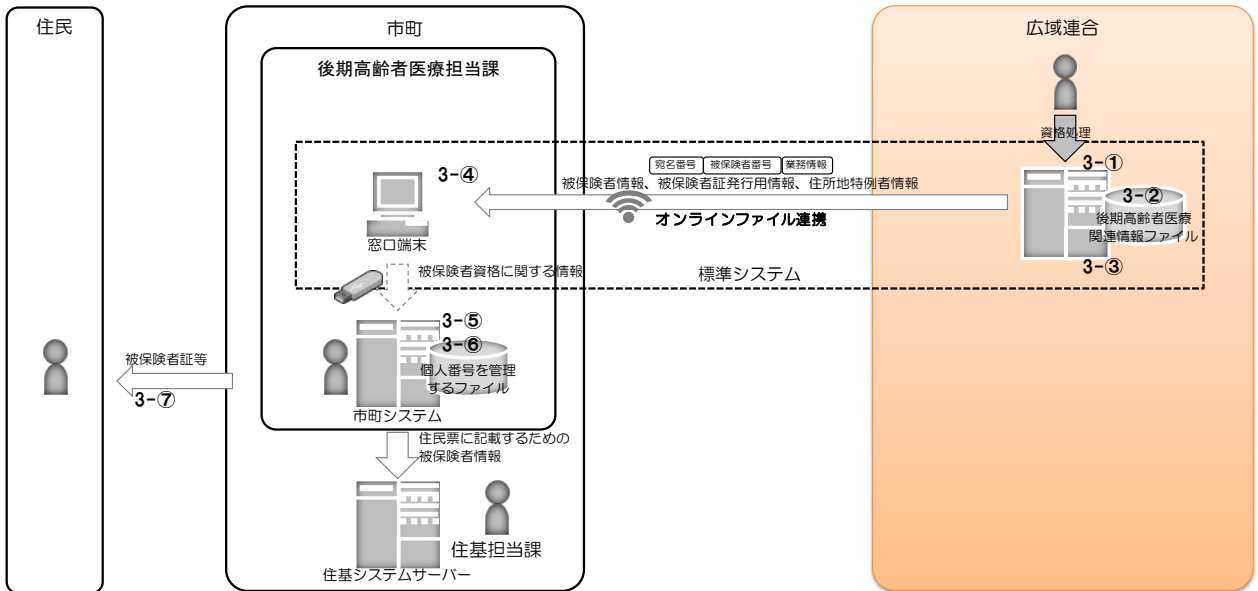 住民
市町
広域連合
後期高齢者医療担当課
資格処理
宛名番号 被保険者番号 業務情報
3-④
3-①
被保険者情報、被保険者証発行用情報、住所地特例者情報
3-②
オンラインファイル連携
後期高齢者医療
関連情報ファイル
窓口端末
3-③
被保険者資格に関する情報
標準システム
3-⑤
3-⑥
被保険者証等
個人番号を管理
するファイル
3-⑦
市町システム
住民票に記載するための
被保険者情報
住基担当課
住基システムサーバー